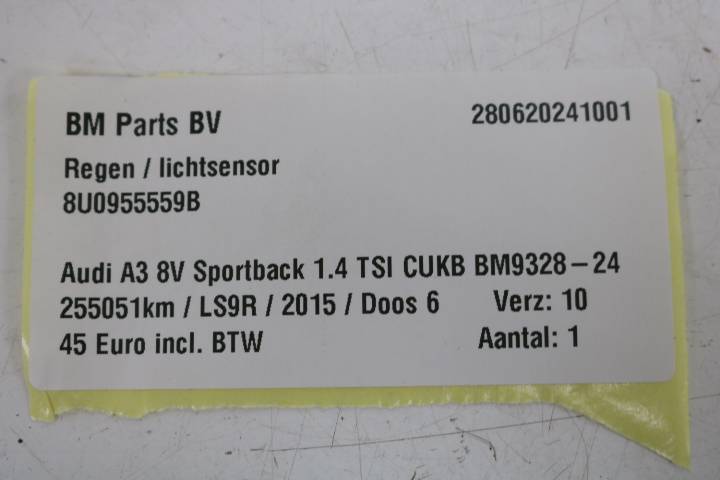 BM Parts BV 280620241001
Regen / lichtsensor
8U0955559B
Audi A3 8V Sportback 1.4 TSI CUKB BM9328-24
255051km / LS9R / 2015 / Doos 6 Verz: 10
45 Euro incl. BTW Aantal: 1